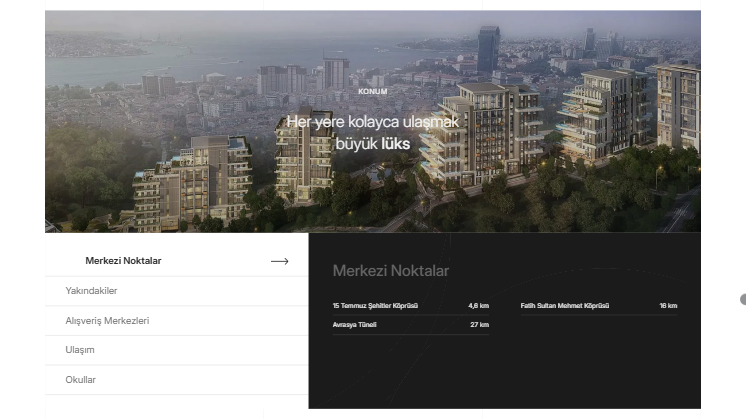 KONUM
Her yere kolayca ulaşmak
büyük lüks
Merkezi Noktalar
Yakındakiler
Alışveriş Merkezleri
Ulaşım
Okullar
Merkezi Noktalar
15 Temmuz Şehitler Köprüsü 4,6 km
Fatih Sultan Mehmet Köprüsü 16 km
Avrasya Tüneli 27 km